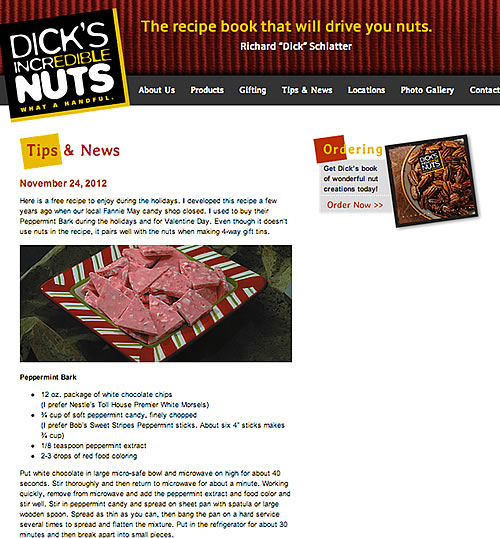 DICK'S
INCREDIBLE
NUTS
WHAT A HANDFUL.
The recipe book that will drive you nuts.
Richard "Dick" Schlatter
About Us Products Gifting Tips & News Locations Photo Gallery Contact
Tips & News
November 24, 2012
Here is a free recipe to enjoy during the holidays. I developed this recipe a few
years ago when our local Fannie May candy shop closed. I used to buy their
Peppermint Bark during the holidays and for Valentine Day. Even though it doesn't
use nuts in the recipe, it pairs well with the nuts when making 4-way gift tins.
Peppermint Bark
• 12 oz. package of white chocolate chips
(I prefer Nestle's Toll House Premier White Morsels)
• ¾ cup of soft peppermint candy, finely chopped
(I prefer Bob's Sweet Stripes Peppermint sticks. About six 4" sticks makes
¾ cup)
• 1/8 teaspoon peppermint extract
• 2-3 drops of red food coloring
Put white chocolate in large micro-safe bowl and microwave on high for about 40
seconds. Stir thoroughly and then return to microwave for about a minute. Working
quickly, remove from microwave and add the peppermint extract and food color and
stir well. Stir in peppermint candy and spread on sheet pan with spatula or large
wooden spoon. Spread as thin as you can, then bang the pan on a hard service
several times to spread and flatten the mixture. Put in the refrigerator for about 30
minutes and then break apart into small pieces.
Ordering
Get Dick's book
of wonderful nut
creations today!
Order Now >>
DICK'S
INCREDIBLE
NUTS